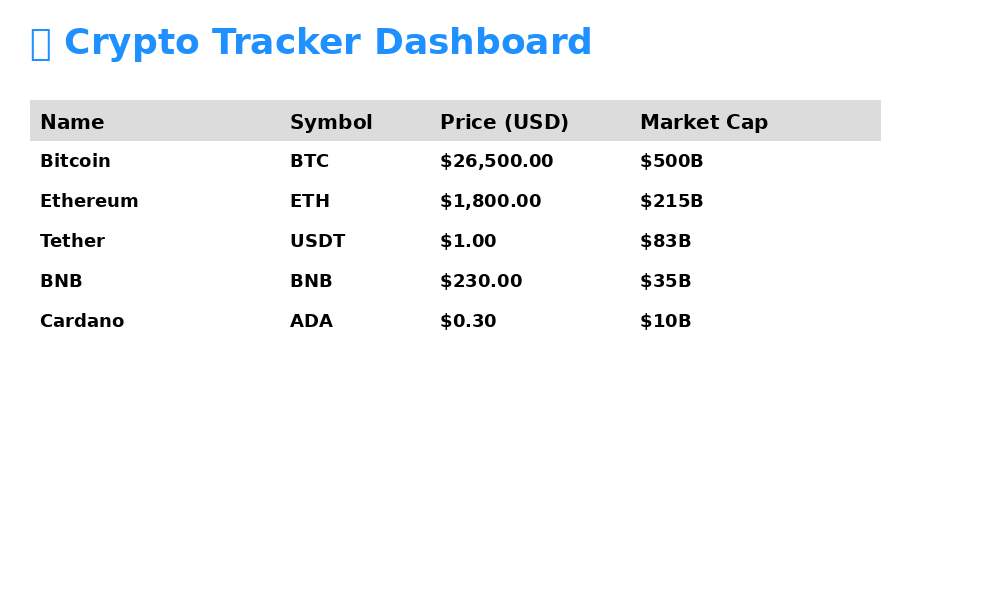 Crypto Tracker Dashboard
Name Symbol Price (USD) Market Cap
Bitcoin BTC $26,500.00 $500B
Ethereum ETH $1,800.00 $215B
Tether USDT $1.00 $83B
BNB BNB $230.00 $35B
Cardano ADA $0.30 $10B